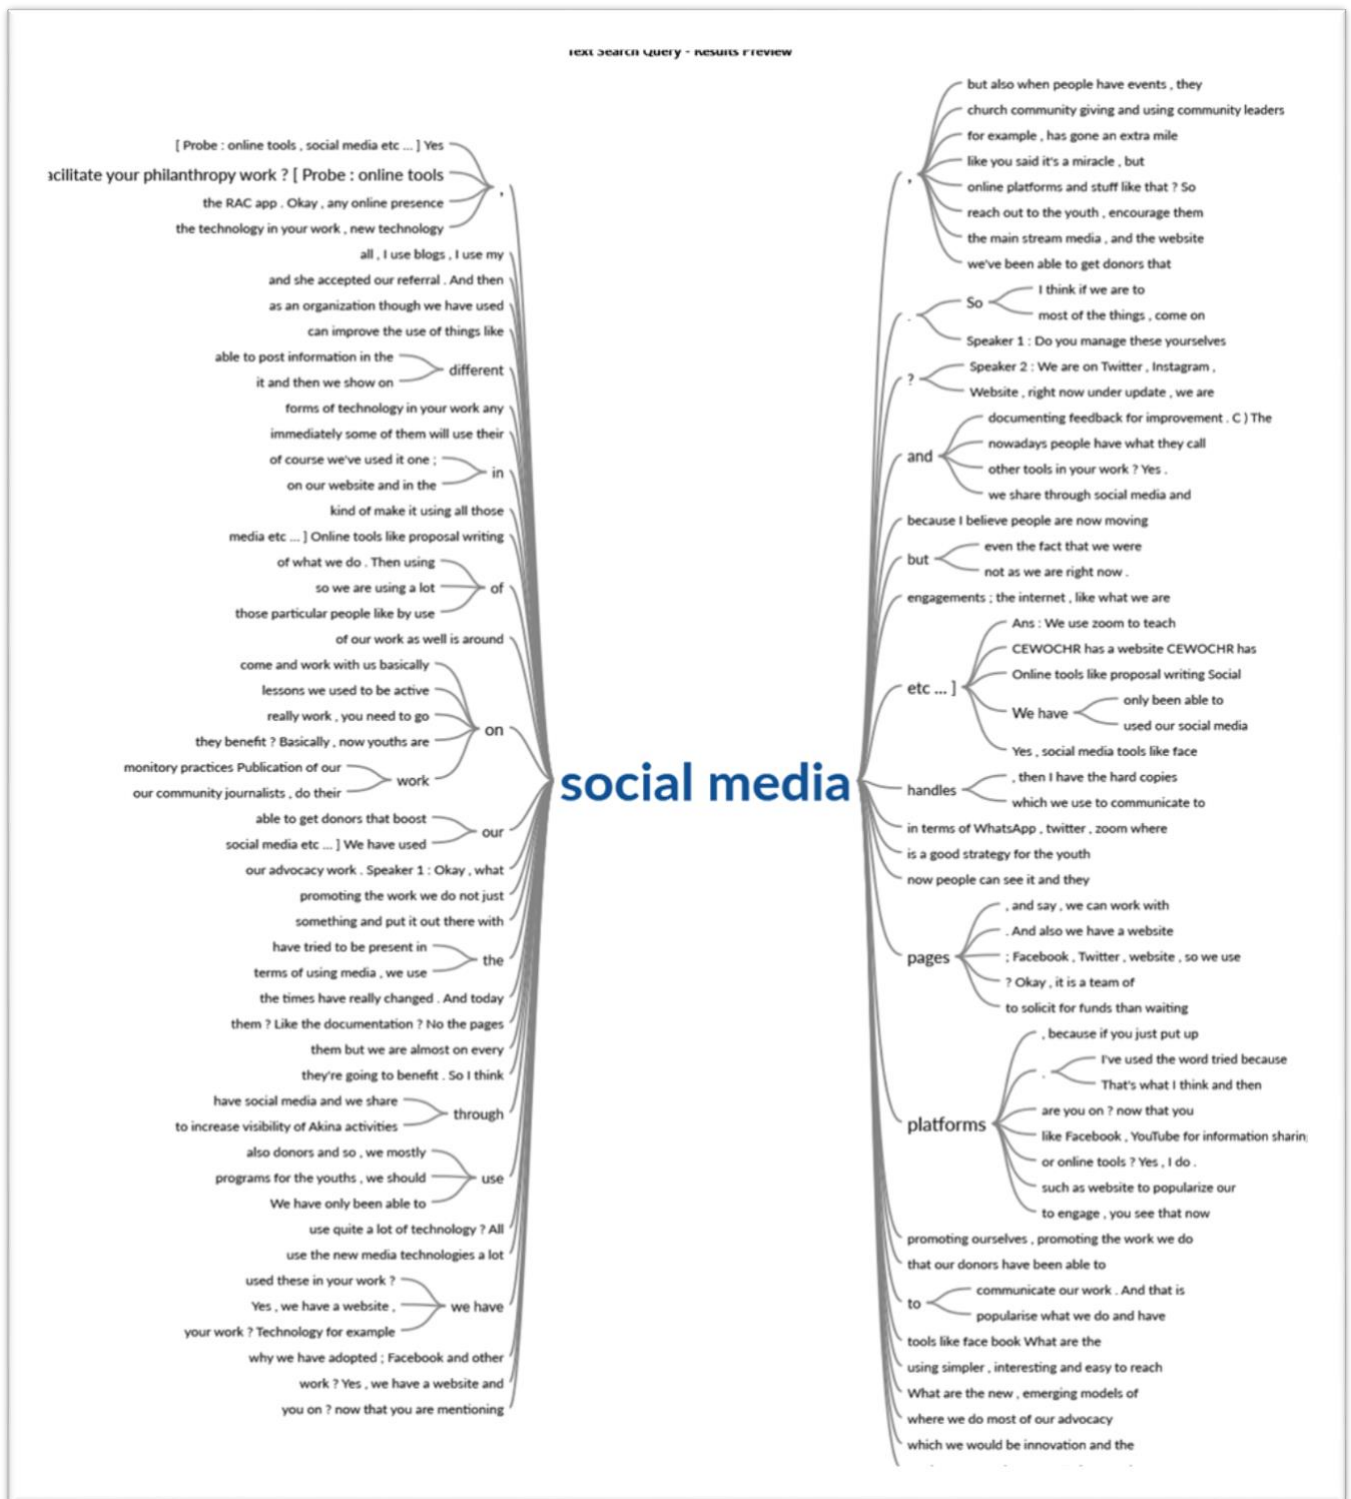 Text Search Query - Results Preview
[ Probe : online tools , social media etc ... ] Yes
acilitate your philanthropy work ? [ Probe : online tools
the RAC app . Okay , any online presence
the technology in your work , new technology
,
all , I use blogs , I use my
and she accepted our referral . And then
as an organization though we have used
can improve the use of things like
able to post information in the
it and then we show on
different
forms of technology in your work any
immediately some of them will use their
of course we've used it one ;
on our website and in the
in
kind of make it using all those
media etc ... ] Online tools like proposal writing
of what we do . Then using
so we are using a lot
those particular people like by use
of
of our work as well is around
come and work with us basically
lessons we used to be active
really work , you need to go
they benefit ? Basically , now youths are
monitory practices Publication of our
our community journalists , do their
work
on
able to get donors that boost
social media etc ... ] We have used
our
our advocacy work . Speaker 1 : Okay , what
promoting the work we do not just
something and put it out there with
have tried to be present in
terms of using media , we use
the
the times have really changed . And today
them ? Like the documentation ? No the pages
them but we are almost on every
they're going to benefit . So I think
have social media and we share
to increase visibility of Akina activities
through
also donors and so , we mostly
programs for the youths , we should
We have only been able to
use
use quite a lot of technology ? All
use the new media technologies a lot
used these in your work ?
Yes , we have a website ,
your work ? Technology for example
we have
why we have adopted ; Facebook and other
work ? Yes , we have a website and
you on ? now that you are mentioning
social media
,
but also when people have events , they
church community giving and using community leaders
for example , has gone an extra mile
like you said it's a miracle , but
online platforms and stuff like that ? So
reach out to the youth , encourage them
the main stream media , and the website
we've been able to get donors that
.
So
I think if we are to
most of the things , come on
Speaker 1 : Do you manage these yourselves
?
Speaker 2 : We are on Twitter , Instagram ,
Website , right now under update , we are
and
documenting feedback for improvement . C ) The
nowadays people have what they call
other tools in your work ? Yes .
we share through social media and
because I believe people are now moving
but
even the fact that we were
not as we are right now .
engagements ; the internet , like what we are
etc ... ]
Ans : We use zoom to teach
CEWOCHR has a website CEWOCHR has
Online tools like proposal writing Social
We have
only been able to
used our social media
Yes , social media tools like face
handles
, then I have the hard copies
which we use to communicate to
in terms of WhatsApp , twitter , zoom where
is a good strategy for the youth
now people can see it and they
pages
, and say , we can work with
. And also we have a website
; Facebook , Twitter , website , so we use
? Okay , it is a team of
to solicit for funds than waiting
platforms
, because if you just put up
.
I've used the word tried because
That's what I think and then
are you on ? now that you
like Facebook , YouTube for information sharin
or online tools ? Yes , I do .
such as website to popularize our
to engage , you see that now
promoting ourselves , promoting the work we do
that our donors have been able to
to
communicate our work . And that is
popularise what we do and have
tools like face book What are the
using simpler , interesting and easy to reach
What are the new , emerging models of
where we do most of our advocacy
which we would be innovation and the